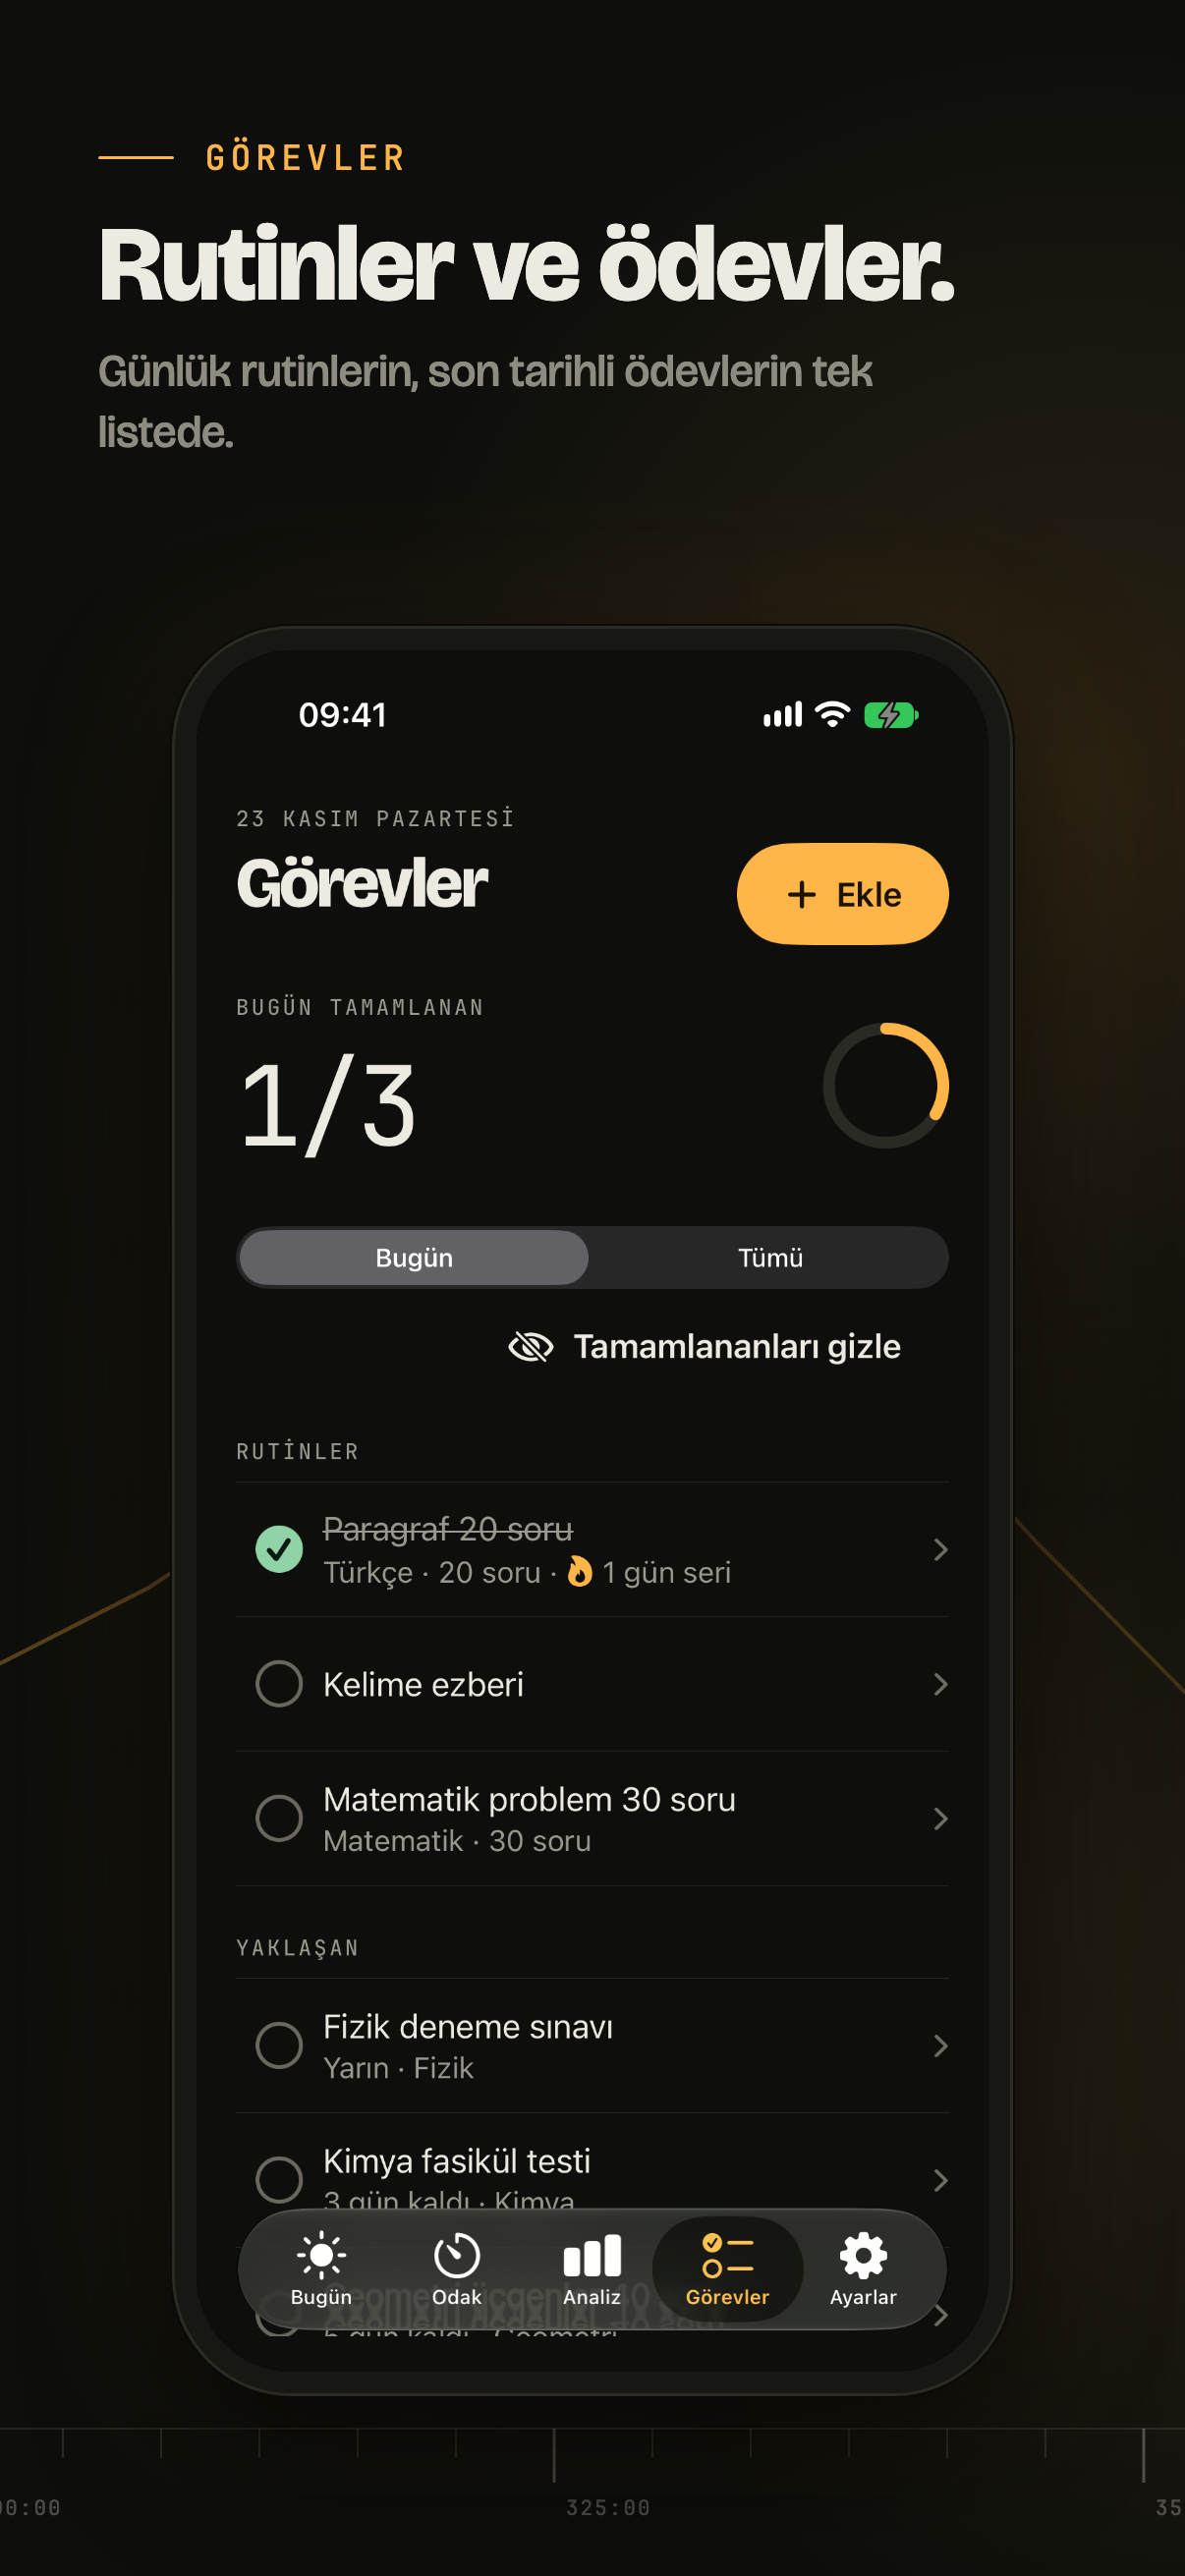 GÖREVLER
Rutinler ve ödevler.
Günlük rutinlerin, son tarihli ödevlerin tek
listede.
09:41
23 KASIM PAZARTESİ
Görevler
+ Ekle
BUGÜN TAMAMLANAN
1/3
Bugün Tümü
Tamamlananları gizle
RUTİNLER
Paragraf 20 soru
Türkçe · 20 soru · 1 gün seri
Kelime ezberi
Matematik problem 30 soru
Matematik · 30 soru
YAKLAŞAN
Fizik deneme sınavı
Yarın · Fizik
Kimya fasikül testi
3 gün kaldı · Kimya
Bugün Odak Analiz Görevler Ayarlar
gün kaldı · Geometri
325:00